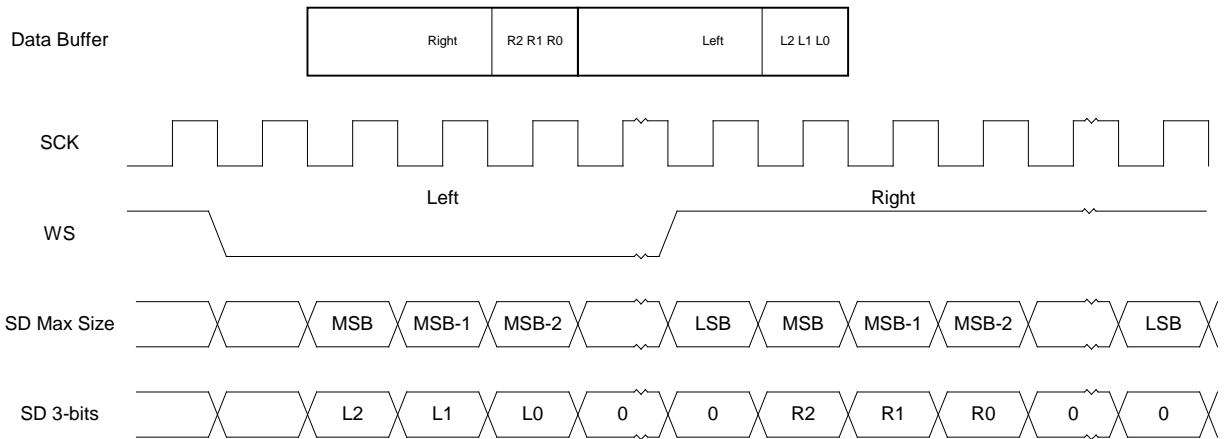 Data Buffer Right R2 R1 R0 Left L2 L1 L0
SCK
Left Right
WS
SD Max Size MSB MSB-1 MSB-2 LSB MSB MSB-1 MSB-2 LSB
SD 3-bits L2 L1 L0 0 0 R2 R1 R0 0 0